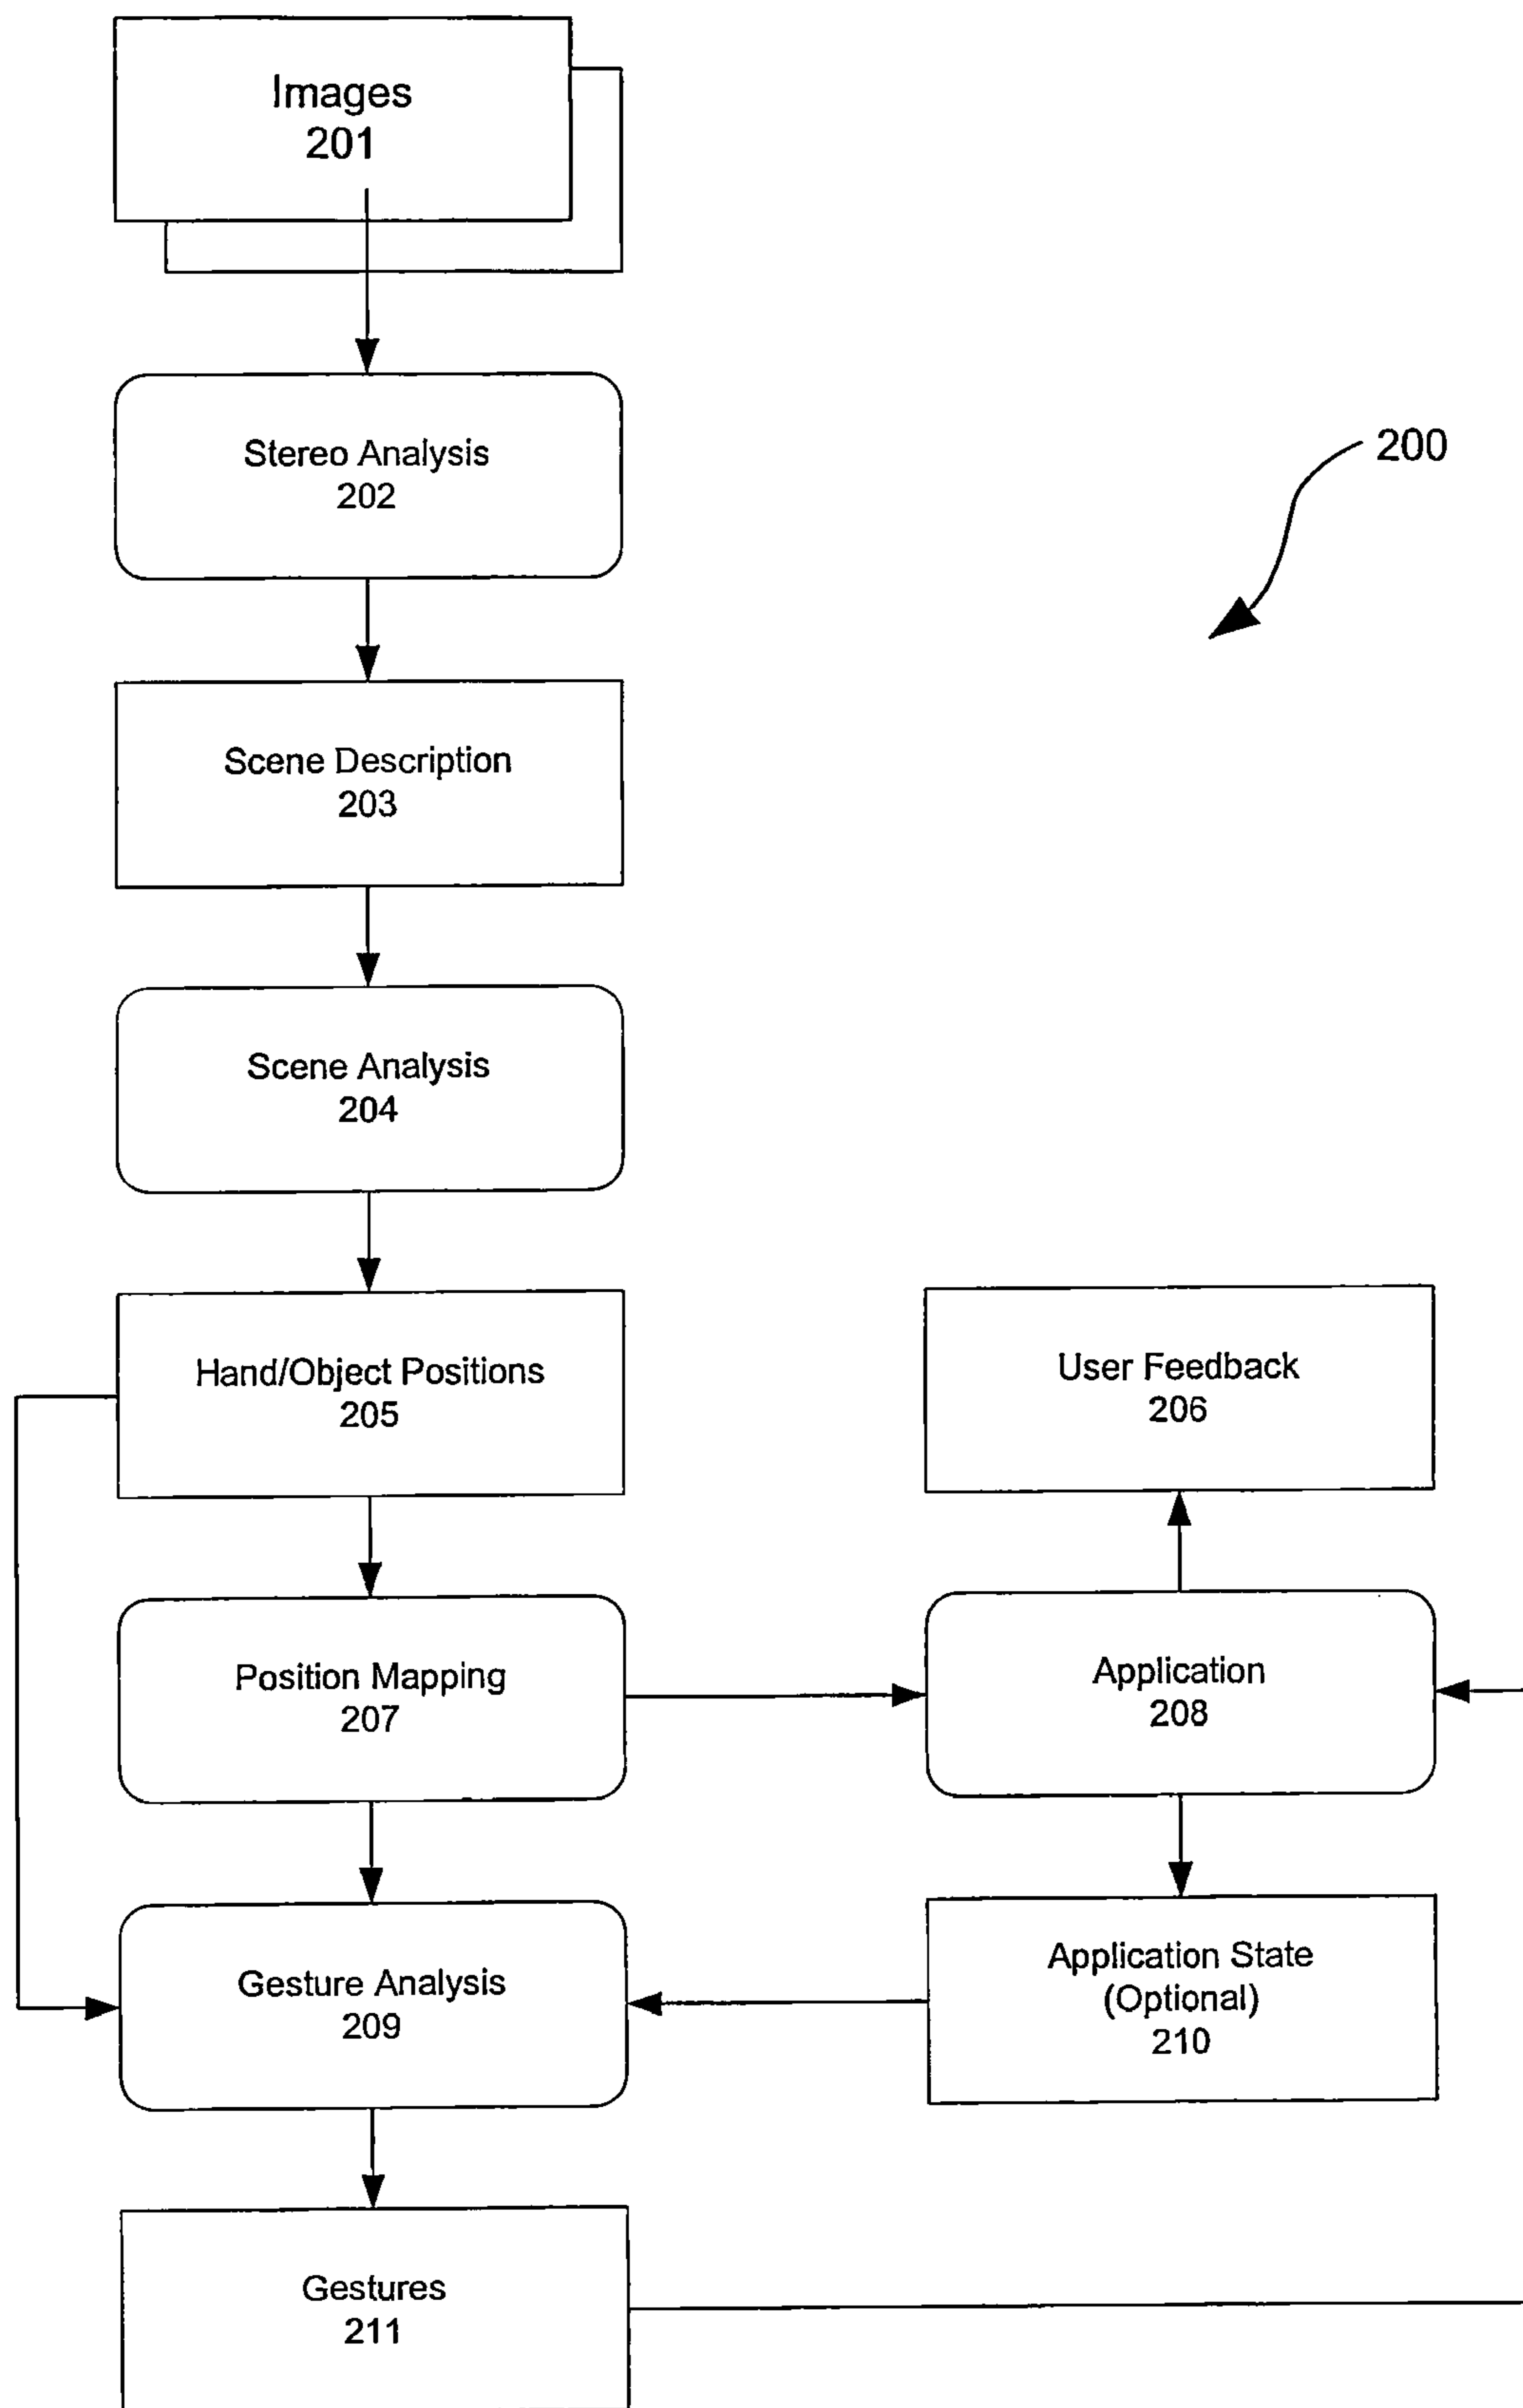 Images
201
Stereo Analysis
202
200
Scene Description
203
Scene Analysis
204
Hand/Object Positions
205
User Feedback
206
Position Mapping
207
Application
208
Gesture Analysis
209
Application State
(Optional)
210
Gestures
211